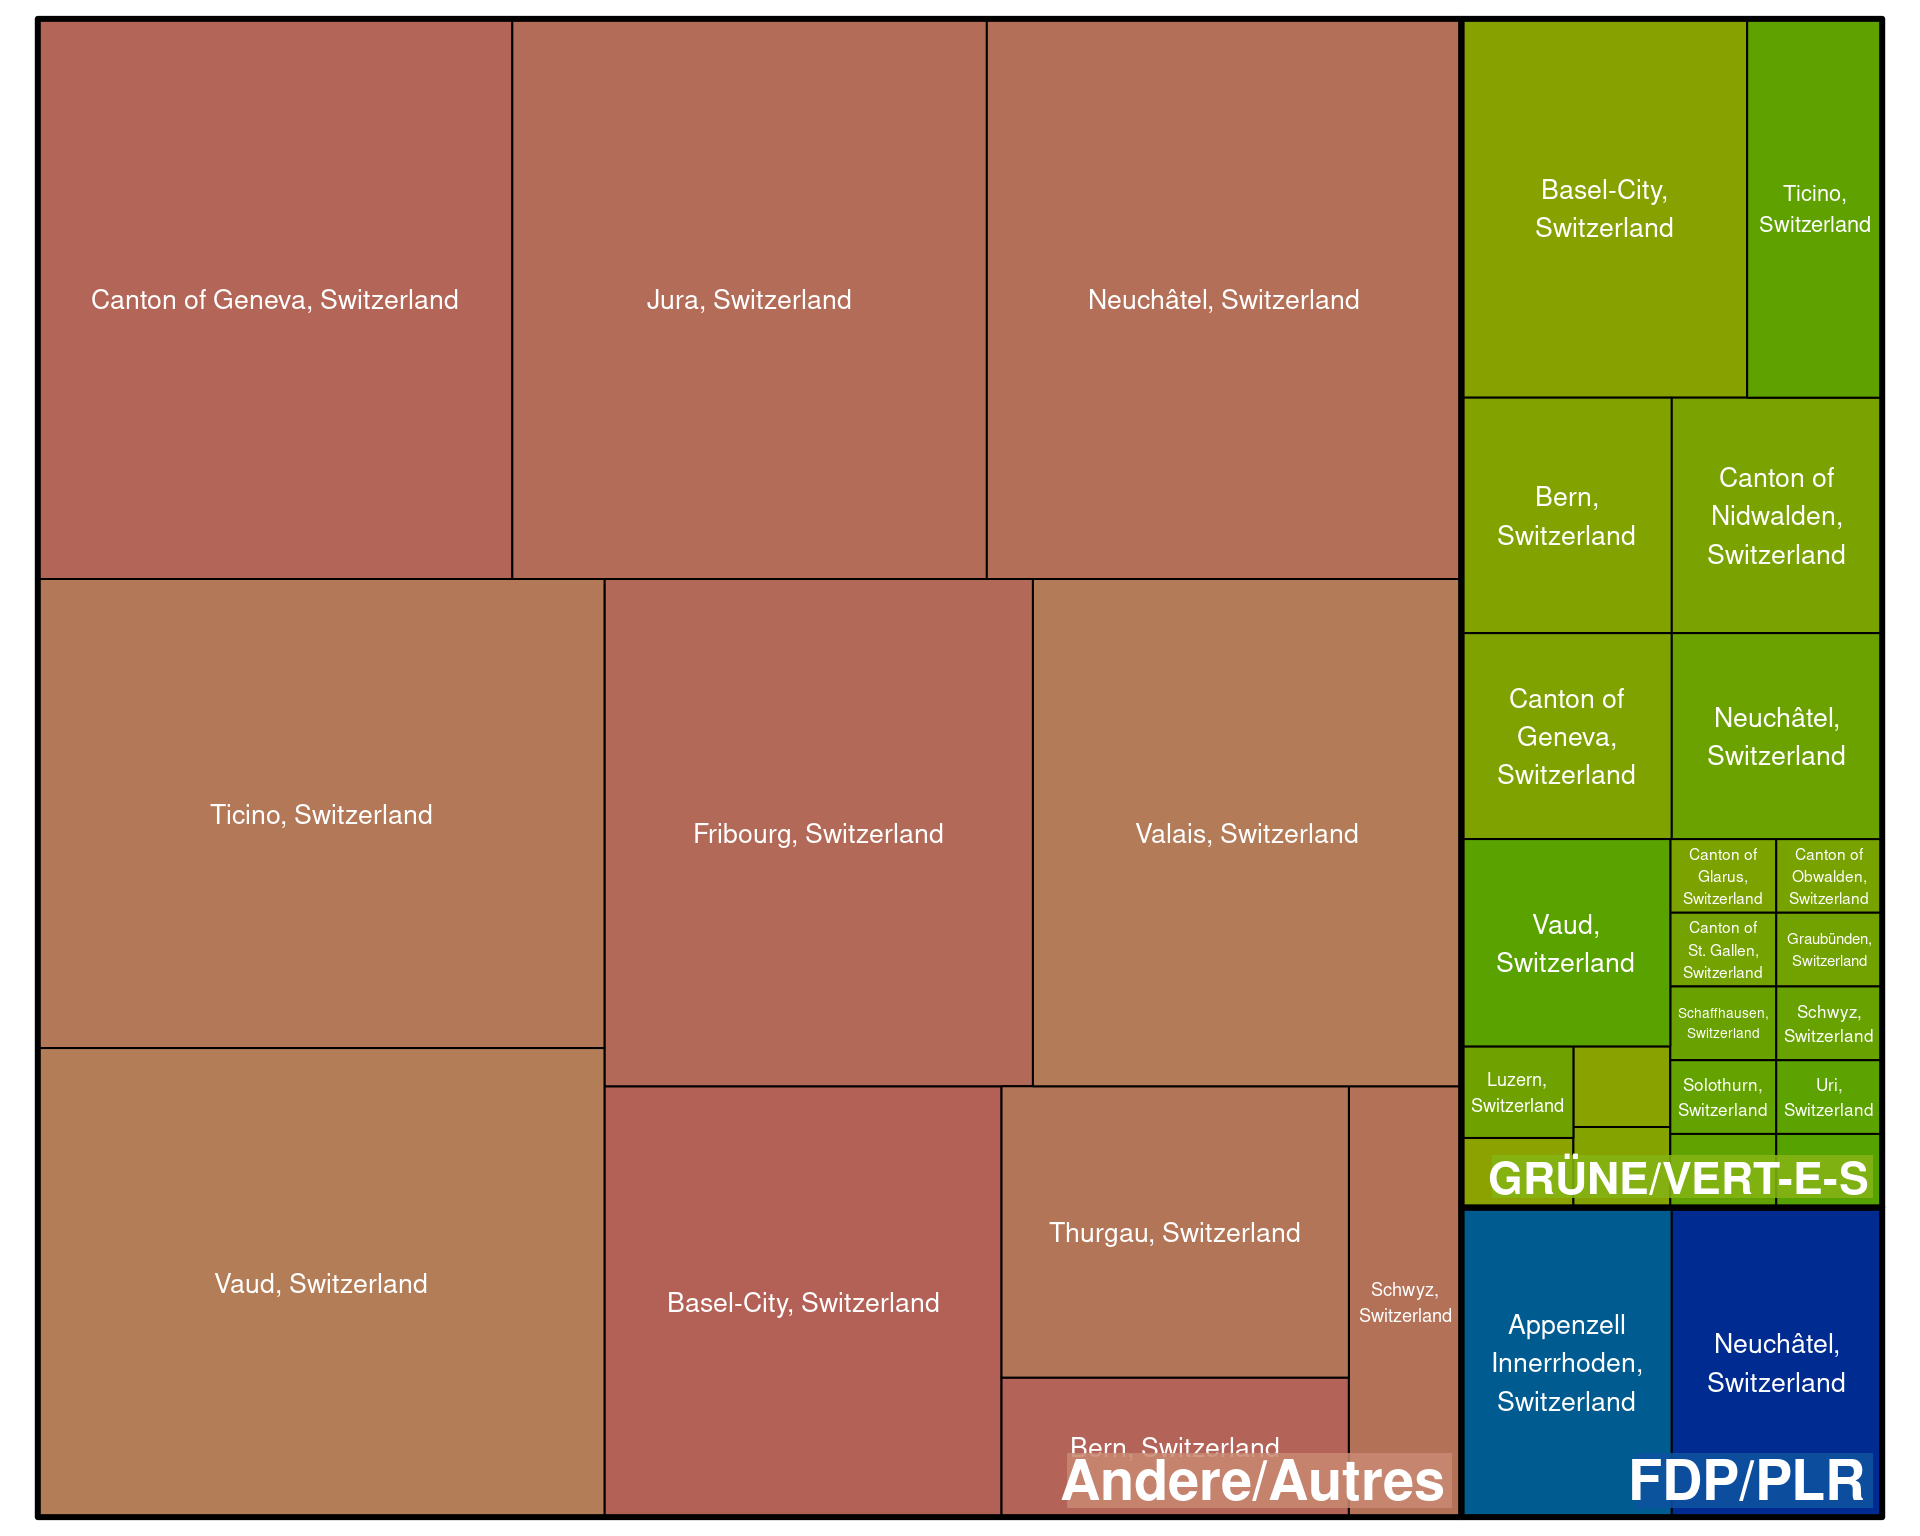 Canton of Geneva, Switzerland
Jura, Switzerland
Neuchâtel, Switzerland
Ticino, Switzerland
Fribourg, Switzerland
Valais, Switzerland
Vaud, Switzerland
Basel-City, Switzerland
Thurgau, Switzerland
Schwyz,
Switzerland
Bern, Switzerland
Andere/Autres
Basel-City,
Switzerland
Ticino,
Switzerland
Bern,
Switzerland
Canton of
Nidwalden,
Switzerland
Canton of
Geneva,
Switzerland
Neuchâtel,
Switzerland
Vaud,
Switzerland
Canton of
Glarus,
Switzerland
Canton of
Obwalden,
Switzerland
Canton of
St. Gallen,
Switzerland
Graubünden,
Switzerland
Schaffhausen,
Switzerland
Schwyz,
Switzerland
Luzern,
Switzerland
Solothurn,
Switzerland
Uri,
Switzerland
GRÜNE/VERT-E-S
Appenzell
Innerrhoden,
Switzerland
Neuchâtel,
Switzerland
FDP/PLR